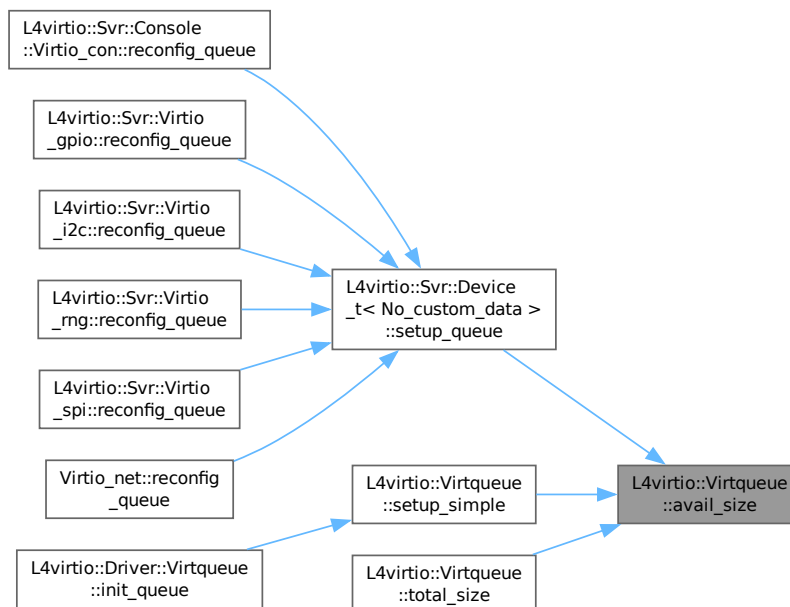 L4virtio::Svr::Console
::Virtio_con::reconfig_queue
L4virtio::Svr::Virtio
_gpio::reconfig_queue
L4virtio::Svr::Virtio
_i2c::reconfig_queue
L4virtio::Svr::Virtio
_rng::reconfig_queue
L4virtio::Svr::Virtio
_spi::reconfig_queue
Virtio_net::reconfig
_queue
L4virtio::Driver::Virtqueue
::init_queue
L4virtio::Svr::Device
_t< No_custom_data >
::setup_queue
L4virtio::Virtqueue
::setup_simple
L4virtio::Virtqueue
::total_size
L4virtio::Virtqueue
::avail_size